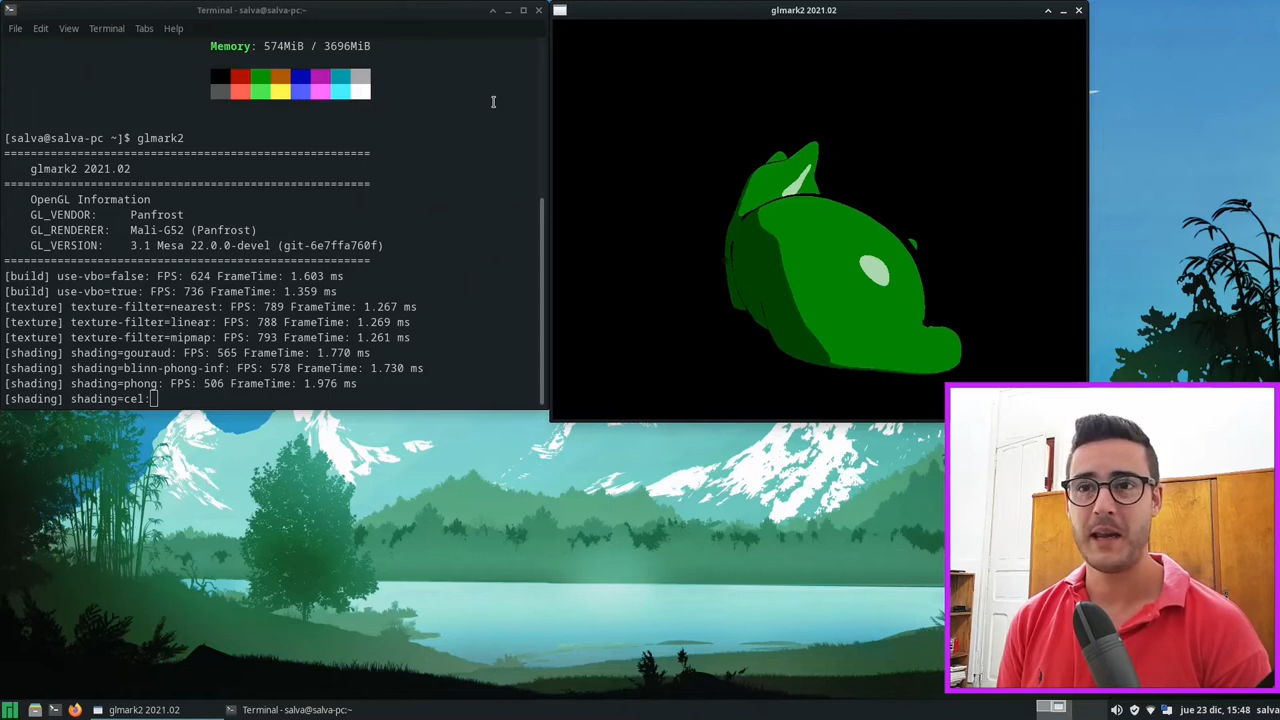 Terminal - salva@salva-pc:~
File Edit View Terminal Tabs Help
Memory: 574MiB / 3696MiB
[salva@salva-pc ~]$ glmark2
=======================================================
glmark2 2021.02
=======================================================
OpenGL Information
GL_VENDOR: Panfrost
GL_RENDERER: Mali-G52 (Panfrost)
GL_VERSION: 3.1 Mesa 22.0.0-devel (git-6e7ffa760f)
=======================================================
[build] use-vbo=false: FPS: 624 FrameTime: 1.603 ms
[build] use-vbo=true: FPS: 736 FrameTime: 1.359 ms
[texture] texture-filter=nearest: FPS: 789 FrameTime: 1.267 ms
[texture] texture-filter=linear: FPS: 788 FrameTime: 1.269 ms
[texture] texture-filter=mipmap: FPS: 793 FrameTime: 1.261 ms
[shading] shading=gouraud: FPS: 565 FrameTime: 1.770 ms
[shading] shading=blinn-phong-inf: FPS: 578 FrameTime: 1.730 ms
[shading] shading=phong: FPS: 506 FrameTime: 1.976 ms
[shading] shading=cel:
glmark2 2021.02
glmark2 2021.02
Terminal - salva@salva-pc:~
jue 23 dic, 15:48 salva